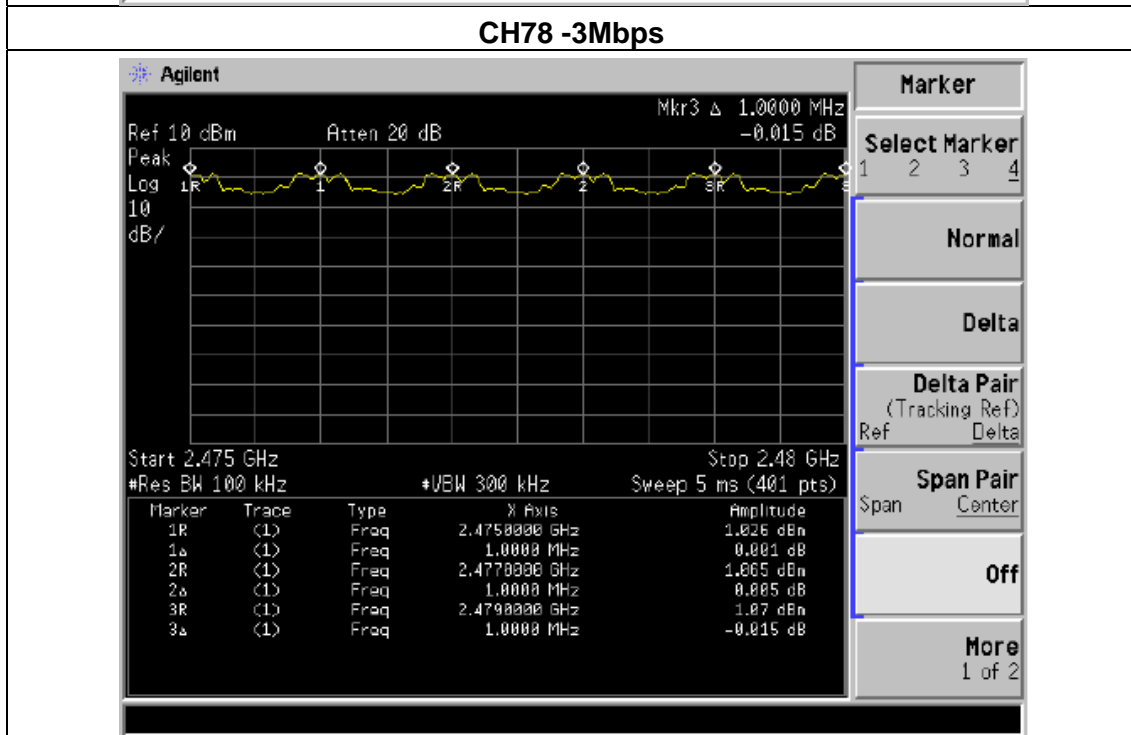 CH78 -3Mbps
Agilent
Marker
Mkr3 Δ 1.0000 MHz
Ref 10 dBm Atten 20 dB -0.015 dB
Peak
Log
10
dB/
1R 1 2R 2 3R 3
Start 2.475 GHz Stop 2.48 GHz
#Res BW 100 kHz #VBW 300 kHz Sweep 5 ms (401 pts)
Marker Trace Type X Axis Amplitude
1R (1) Freq 2.4750000 GHz 1.026 dBm
1Δ (1) Freq 1.0000 MHz 0.001 dB
2R (1) Freq 2.4770000 GHz 1.065 dBm
2Δ (1) Freq 1.0000 MHz 0.005 dB
3R (1) Freq 2.4790000 GHz 1.07 dBm
3Δ (1) Freq 1.0000 MHz -0.015 dB
Select Marker
1 2 3 4
Normal
Delta
Delta Pair
(Tracking Ref)
Ref Delta
Span Pair
Span Center
Off
More
1 of 2